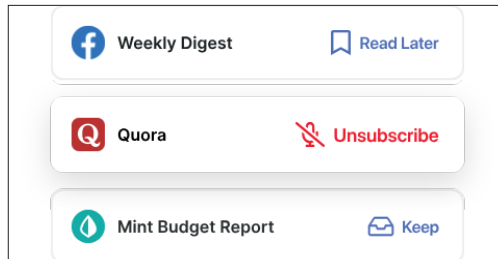 Weekly Digest Read Later
Q Quora Unsubscribe
Mint Budget Report Keep